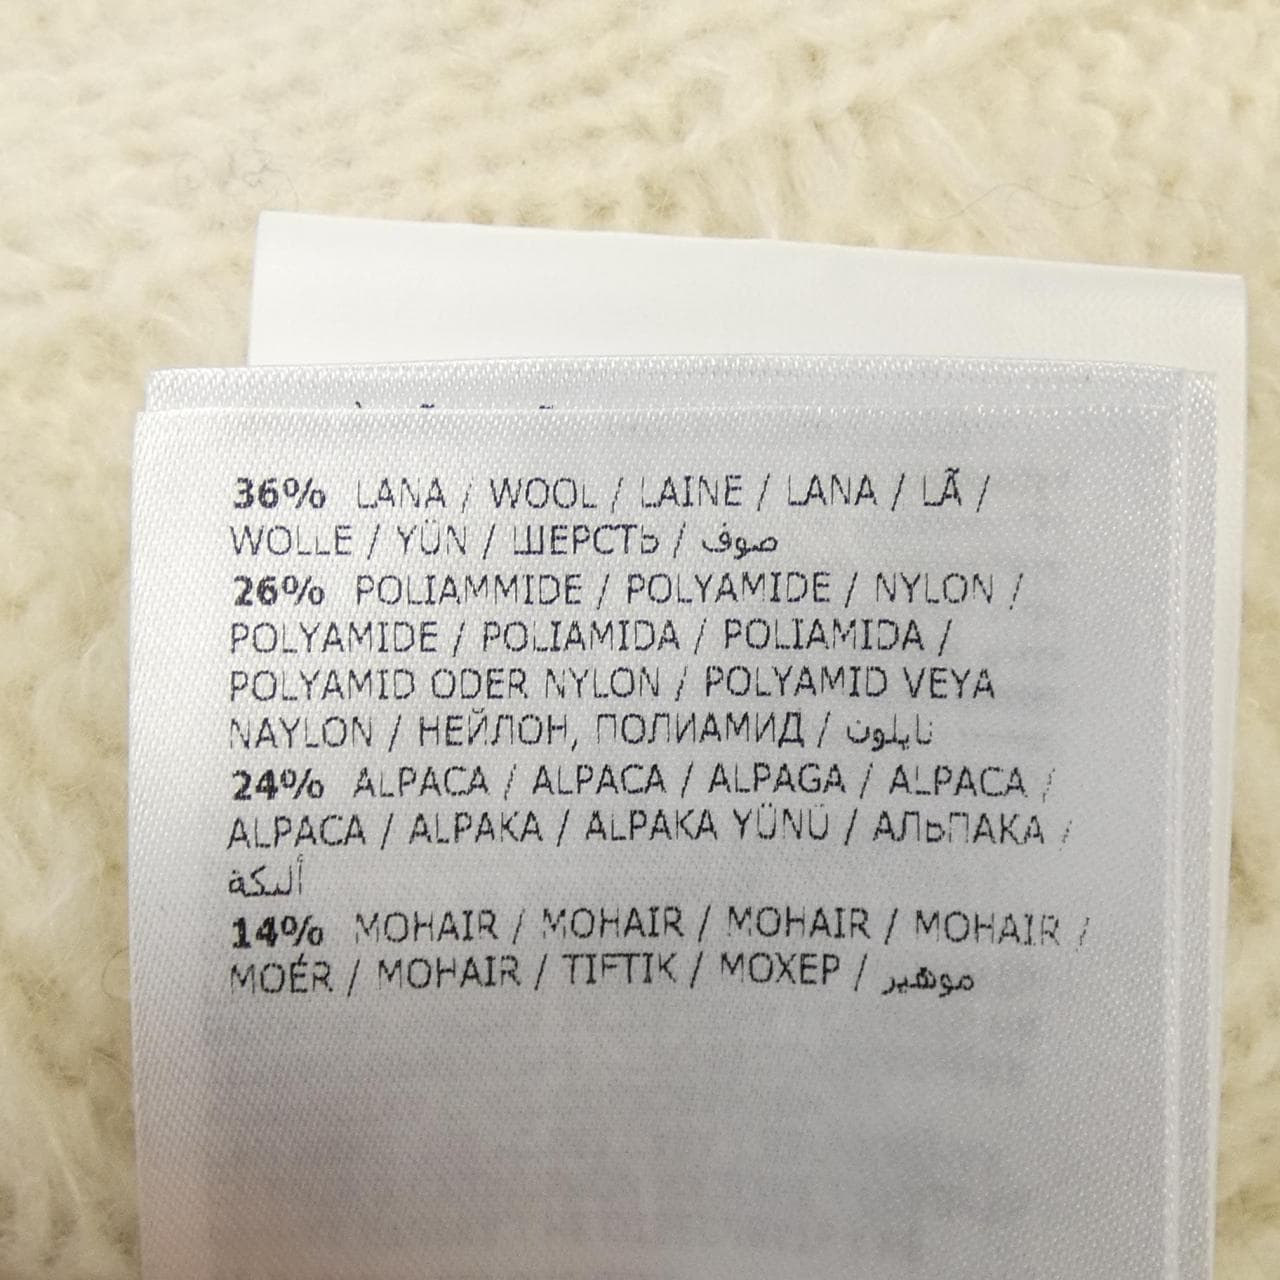 36% LANA / WOOL / LAINE / LANA / LÃ /
WOLLE / YÜN / ШЕРСТЬ / صوف
26% POLIAMMIDE / POLYAMIDE / NYLON /
POLYAMIDE / POLIAMIDA / POLIAMIDA /
POLYAMID ODER NYLON / POLYAMID VEYA
NAYLON / НЕЙЛОН, ПОЛИАМИД / نايلون
24% ALPACA / ALPACA / ALPAGA / ALPACA /
ALPACA / ALPAKA / ALPAKA YÜNÜ / АЛЬПАКА /
ألبكة
14% MOHAIR / MOHAIR / MOHAIR / MOHAIR /
MOÉR / MOHAIR / TIFTIK / МОХЕР / موهير